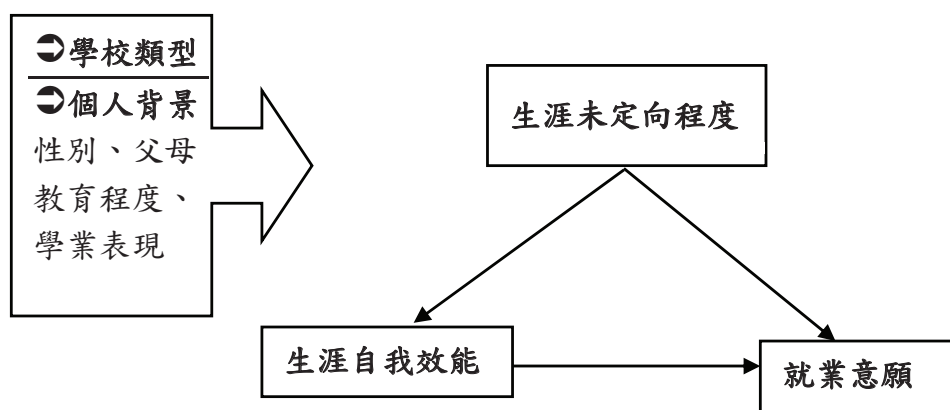 ➲學校類型
➲個人背景
性別、父母
教育程度、
學業表現
生涯未定向程度
生涯自我效能
就業意願